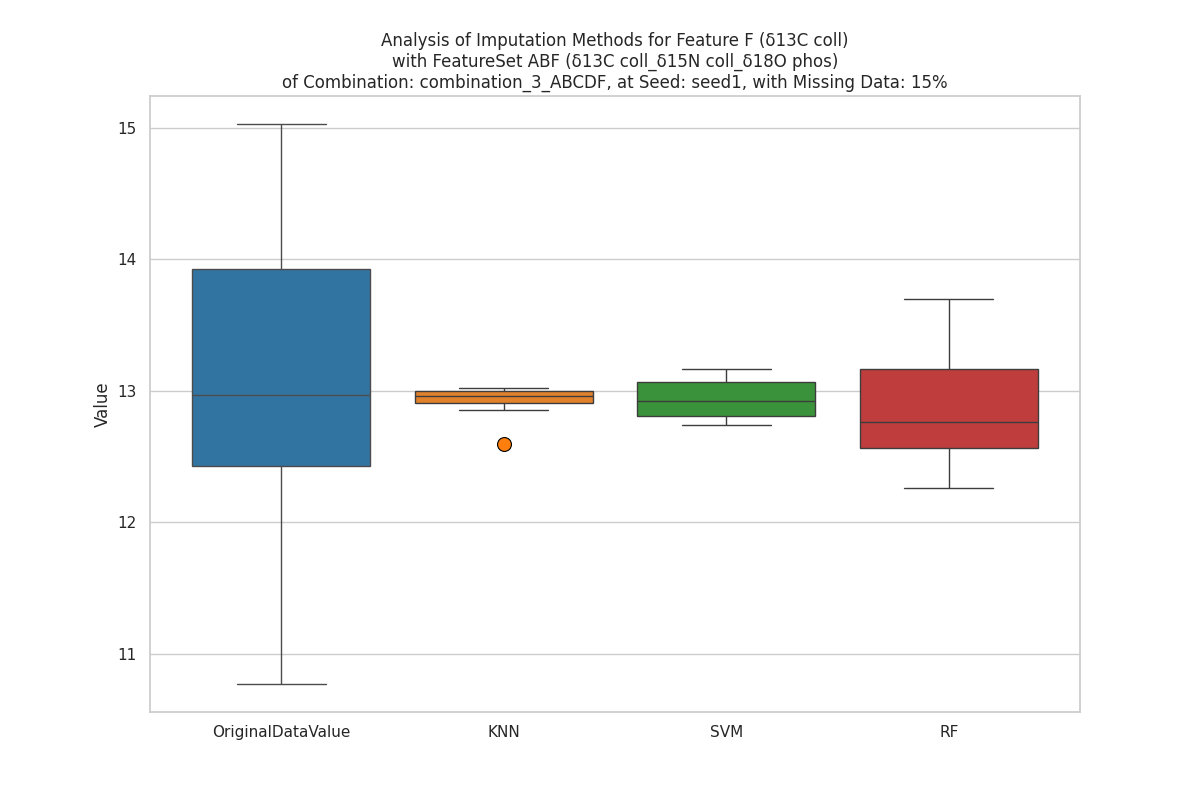 Analysis of Imputation Methods for Feature F (δ13C coll)
with FeatureSet ABF (δ13C coll_δ15N coll_δ18O phos)
of Combination: combination_3_ABCDF, at Seed: seed1, with Missing Data: 15%
15
14
13
12
11
Value
OriginalDataValue KNN SVM RF